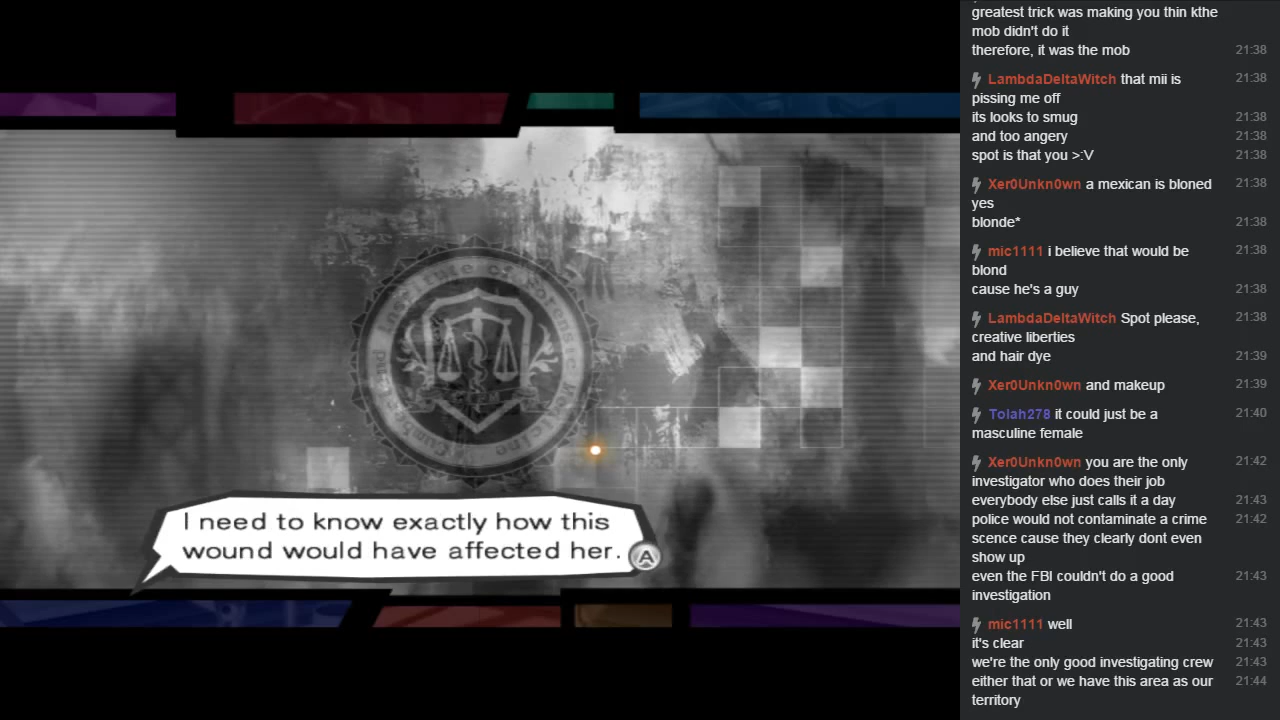 I need to know exactly how this
wound would have affected her.
A
greatest trick was making you thin kthe
mob didn't do it
therefore, it was the mob 21:38
LambdaDeltaWitch that mii is 21:38
pissing me off
its looks to smug 21:38
and too angery 21:38
spot is that you >:V 21:38
Xer0Unkn0wn a mexican is bloned 21:38
yes
blonde* 21:38
mic1111 i believe that would be 21:38
blond
cause he's a guy 21:38
LambdaDeltaWitch Spot please, 21:38
creative liberties
and hair dye 21:39
Xer0Unkn0wn and makeup 21:39
Tolah278 it could just be a 21:40
masculine female
Xer0Unkn0wn you are the only 21:42
investigator who does their job
everybody else just calls it a day 21:43
police would not contaminate a crime 21:42
scence cause they clearly dont even
show up
even the FBI couldn't do a good 21:43
investigation
mic1111 well 21:43
it's clear 21:43
we're the only good investigating crew 21:43
either that or we have this area as our 21:44
territory